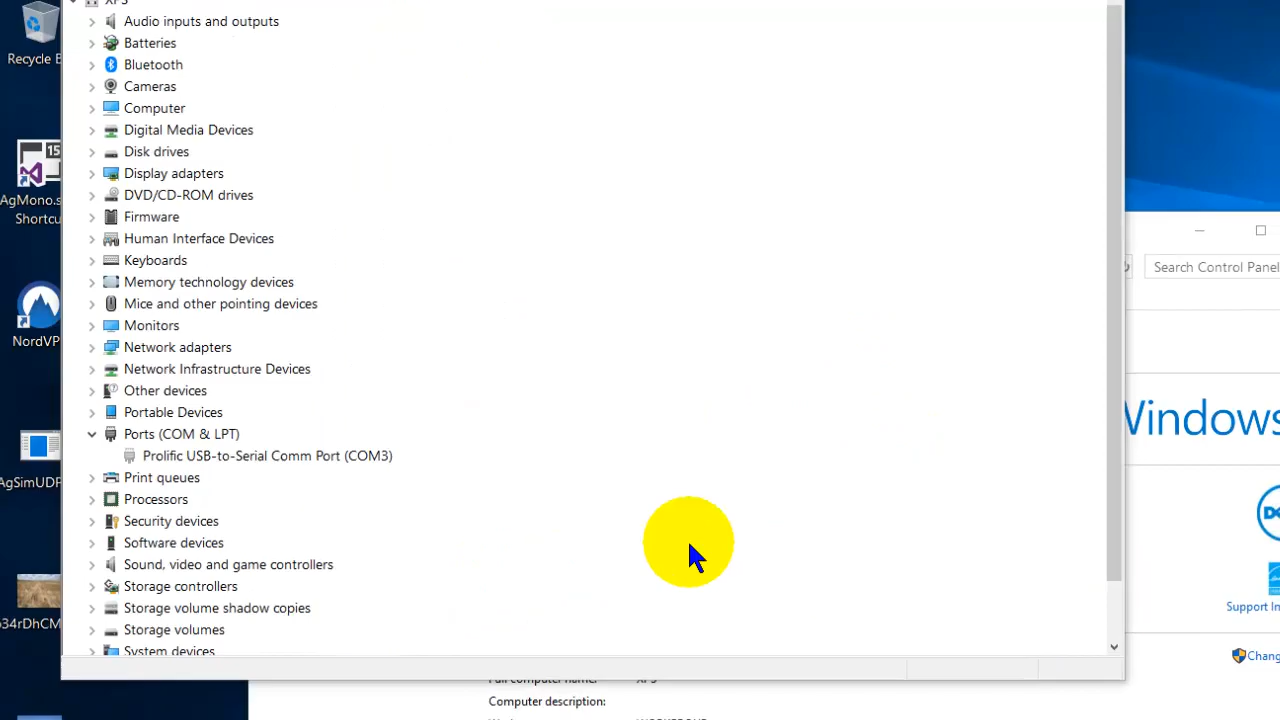 XPS
Audio inputs and outputs
Batteries
Bluetooth
Cameras
Computer
Digital Media Devices
Disk drives
Display adapters
DVD/CD-ROM drives
Firmware
Human Interface Devices
Keyboards
Memory technology devices
Mice and other pointing devices
Monitors
Network adapters
Network Infrastructure Devices
Other devices
Portable Devices
Ports (COM & LPT)
Prolific USB-to-Serial Comm Port (COM3)
Print queues
Processors
Security devices
Software devices
Sound, video and game controllers
Storage controllers
Storage volume shadow copies
Storage volumes
System devices
Recycle B
15
AgMono.s
Shortcu
NordVP
AgSimUDP
34rDhCM
Search Control Panel
Windows
Support In
Chang
Full computer name:
XPS
Computer description: